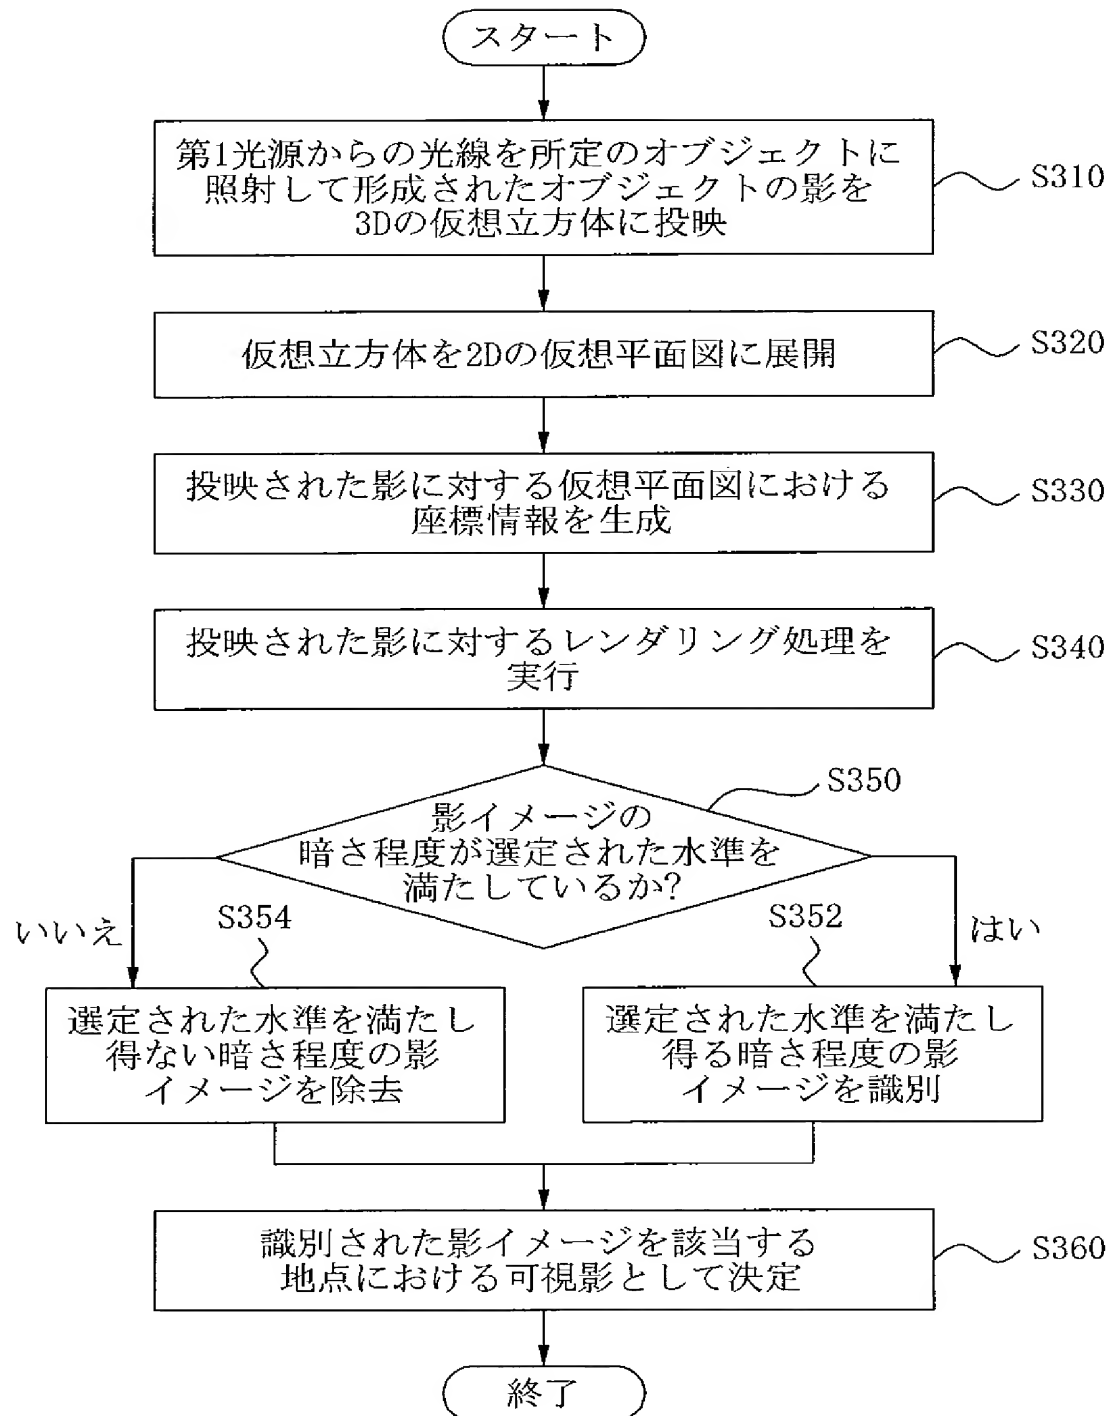 スタート
第1光源からの光線を所定のオブジェクトに
照射して形成されたオブジェクトの影を
3Dの仮想立方体に投映
S310
仮想立方体を2Dの仮想平面図に展開
S320
投映された影に対する仮想平面図における
座標情報を生成
S330
投映された影に対するレンダリング処理を
実行
S340
S350
影イメージの
暗さ程度が選定された水準を
満たしているか?
いいえ
S354
S352
はい
選定された水準を満たし
得ない暗さ程度の影
イメージを除去
選定された水準を満たし
得る暗さ程度の影
イメージを識別
識別された影イメージを該当する
地点における可視影として決定
S360
終了